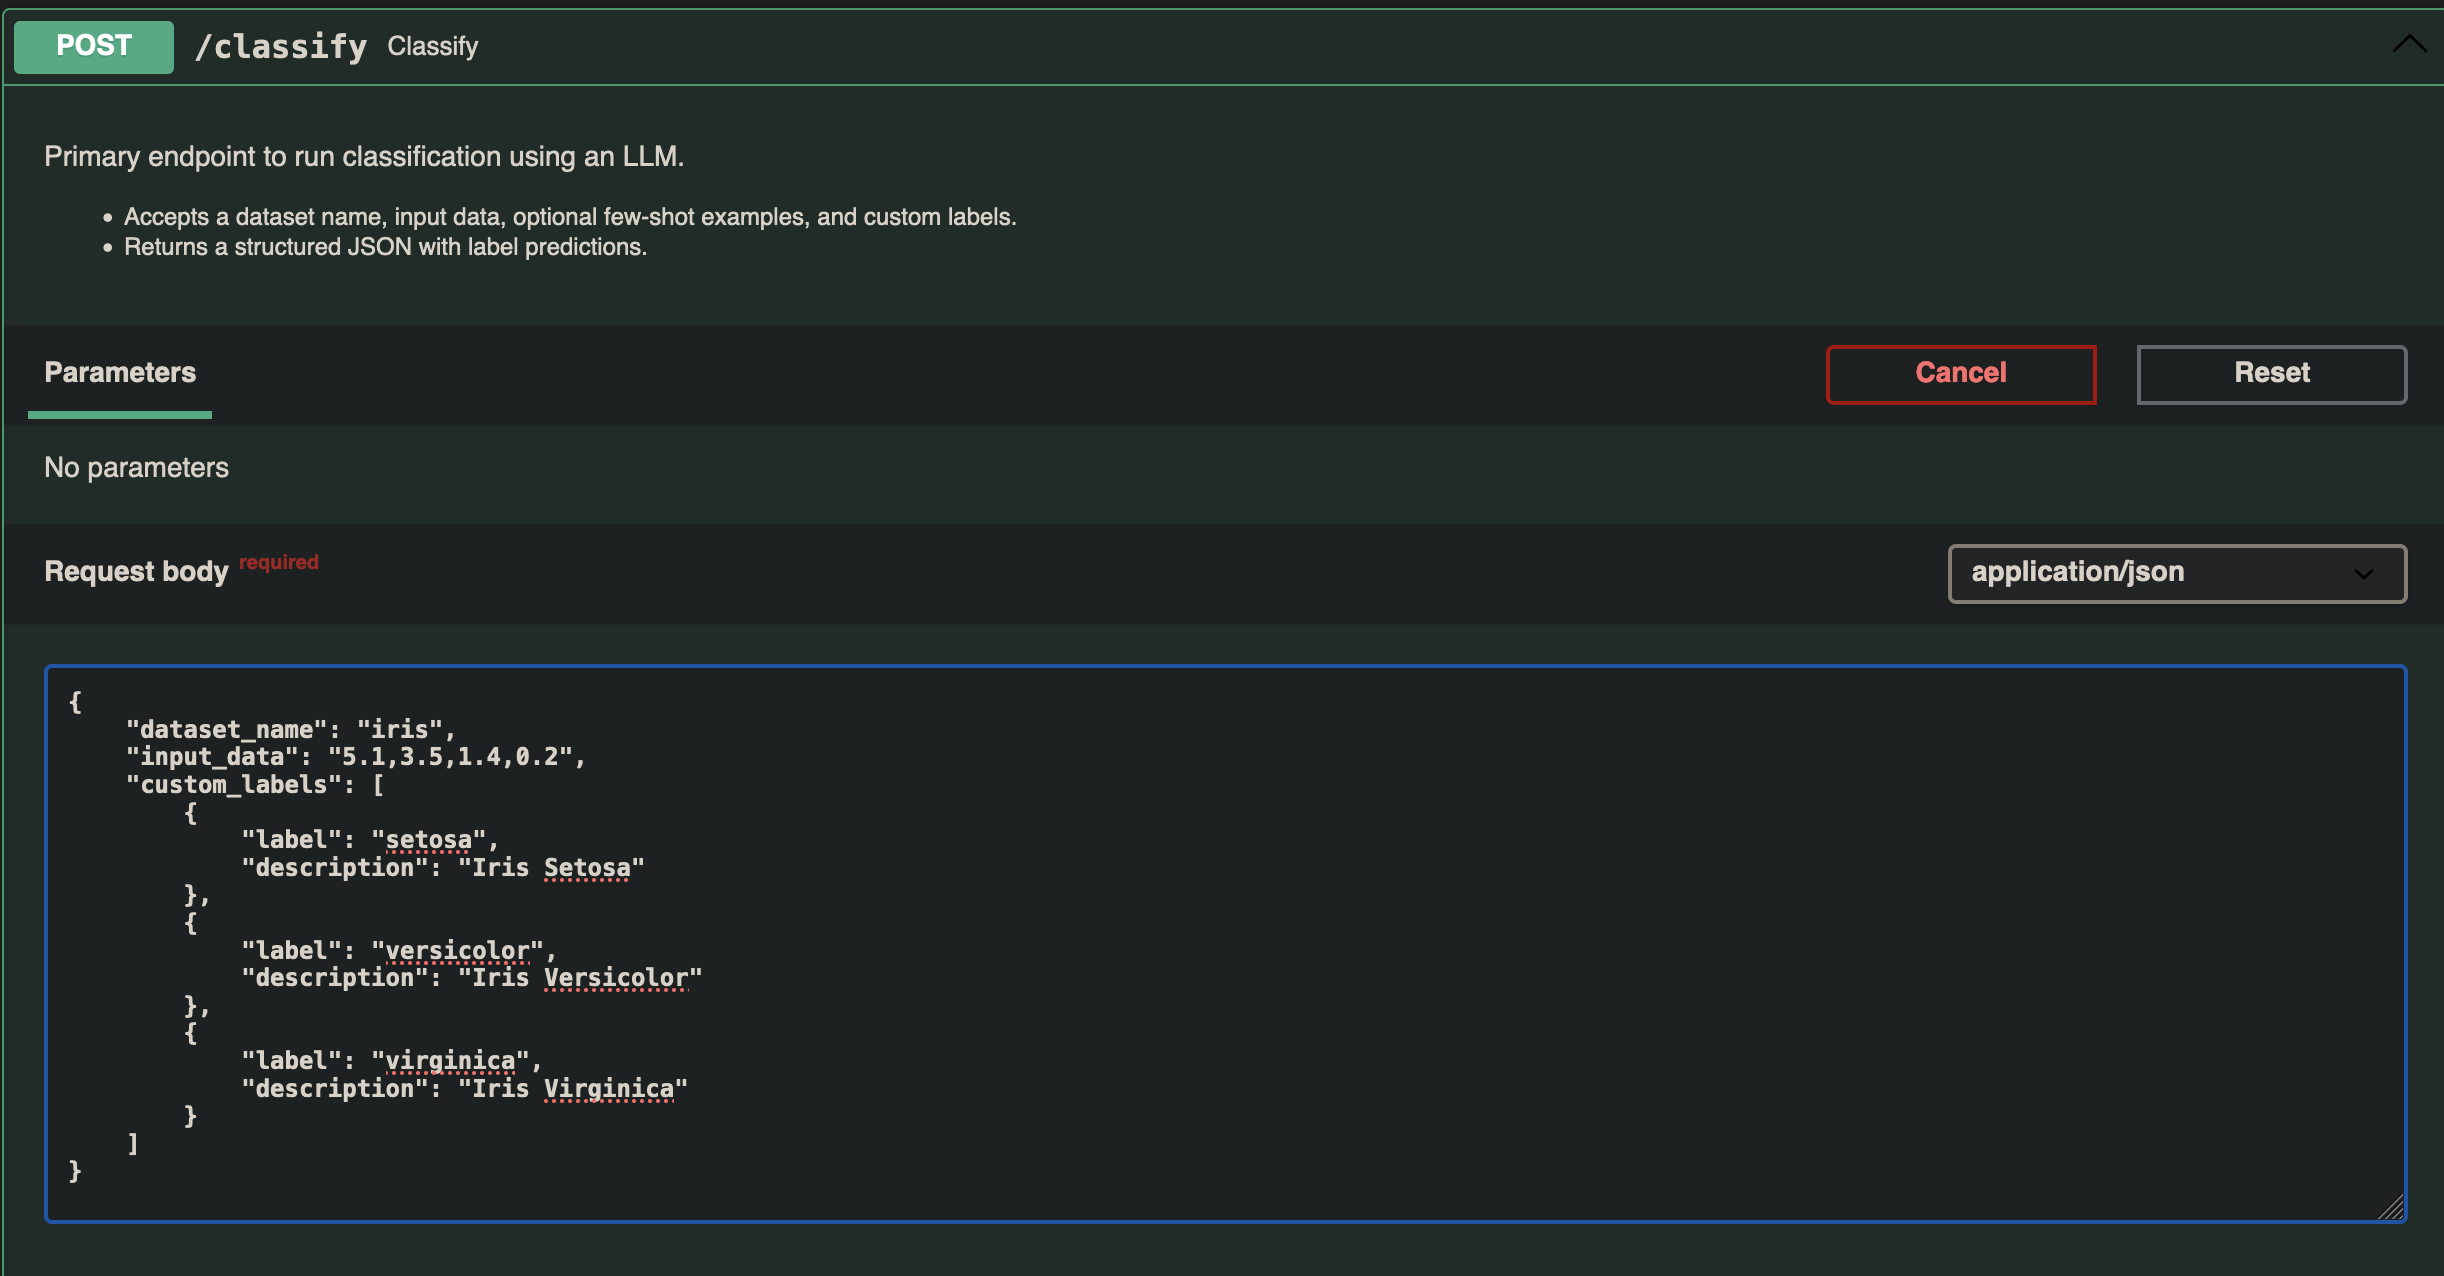 POST /classify Classify
Primary endpoint to run classification using an LLM.
• Accepts a dataset name, input data, optional few-shot examples, and custom labels.
• Returns a structured JSON with label predictions.
Parameters
Cancel
Reset
No parameters
Request body required
application/json
{
    "dataset_name": "iris",
    "input_data": "5.1,3.5,1.4,0.2",
    "custom_labels": [
        {
            "label": "setosa",
            "description": "Iris Setosa"
        },
        {
            "label": "versicolor",
            "description": "Iris Versicolor"
        },
        {
            "label": "virginica",
            "description": "Iris Virginica"
        }
    ]
}